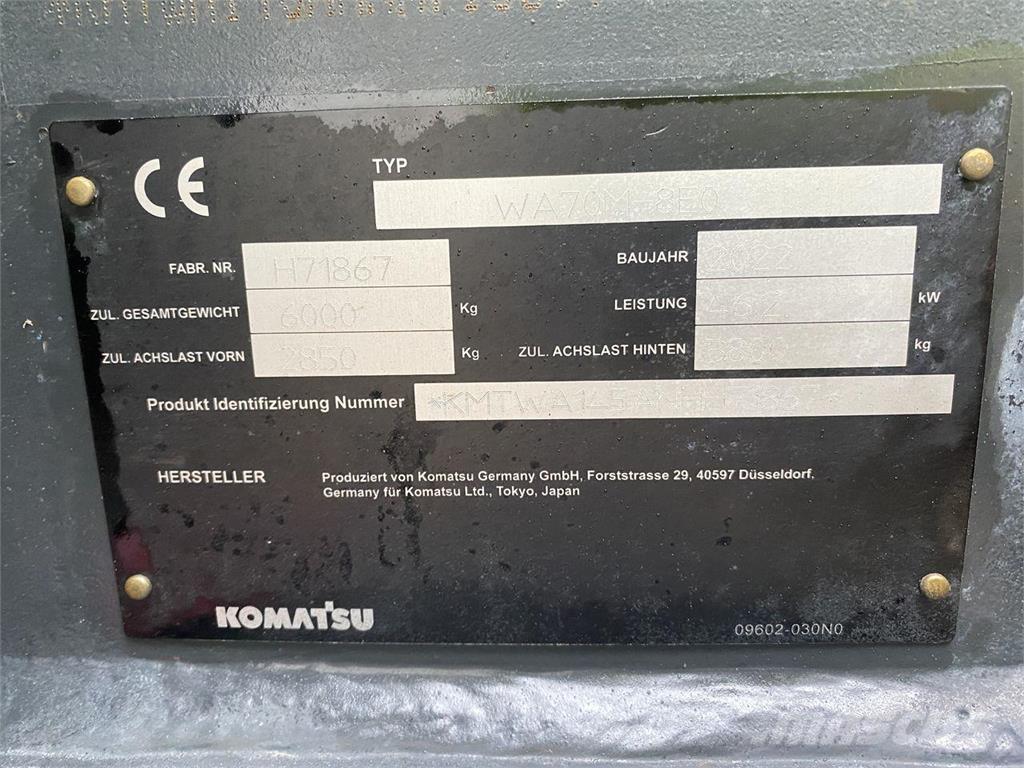 CE
TYP WA70M-8E0
FABR. NR. H71867
BAUJAHR 2022
ZUL. GESAMTGEWICHT 6000 Kg
LEISTUNG 45.2 kW
ZUL. ACHSLAST VORN 2850 Kg
ZUL. ACHSLAST HINTEN kg
Produkt Identifizierung Nummer
HERSTELLER
Produziert von Komatsu Germany GmbH, Forststrasse 29, 40597 Düsseldorf,
Germany für Komatsu Ltd., Tokyo, Japan
KOMATSU
09602-030N0